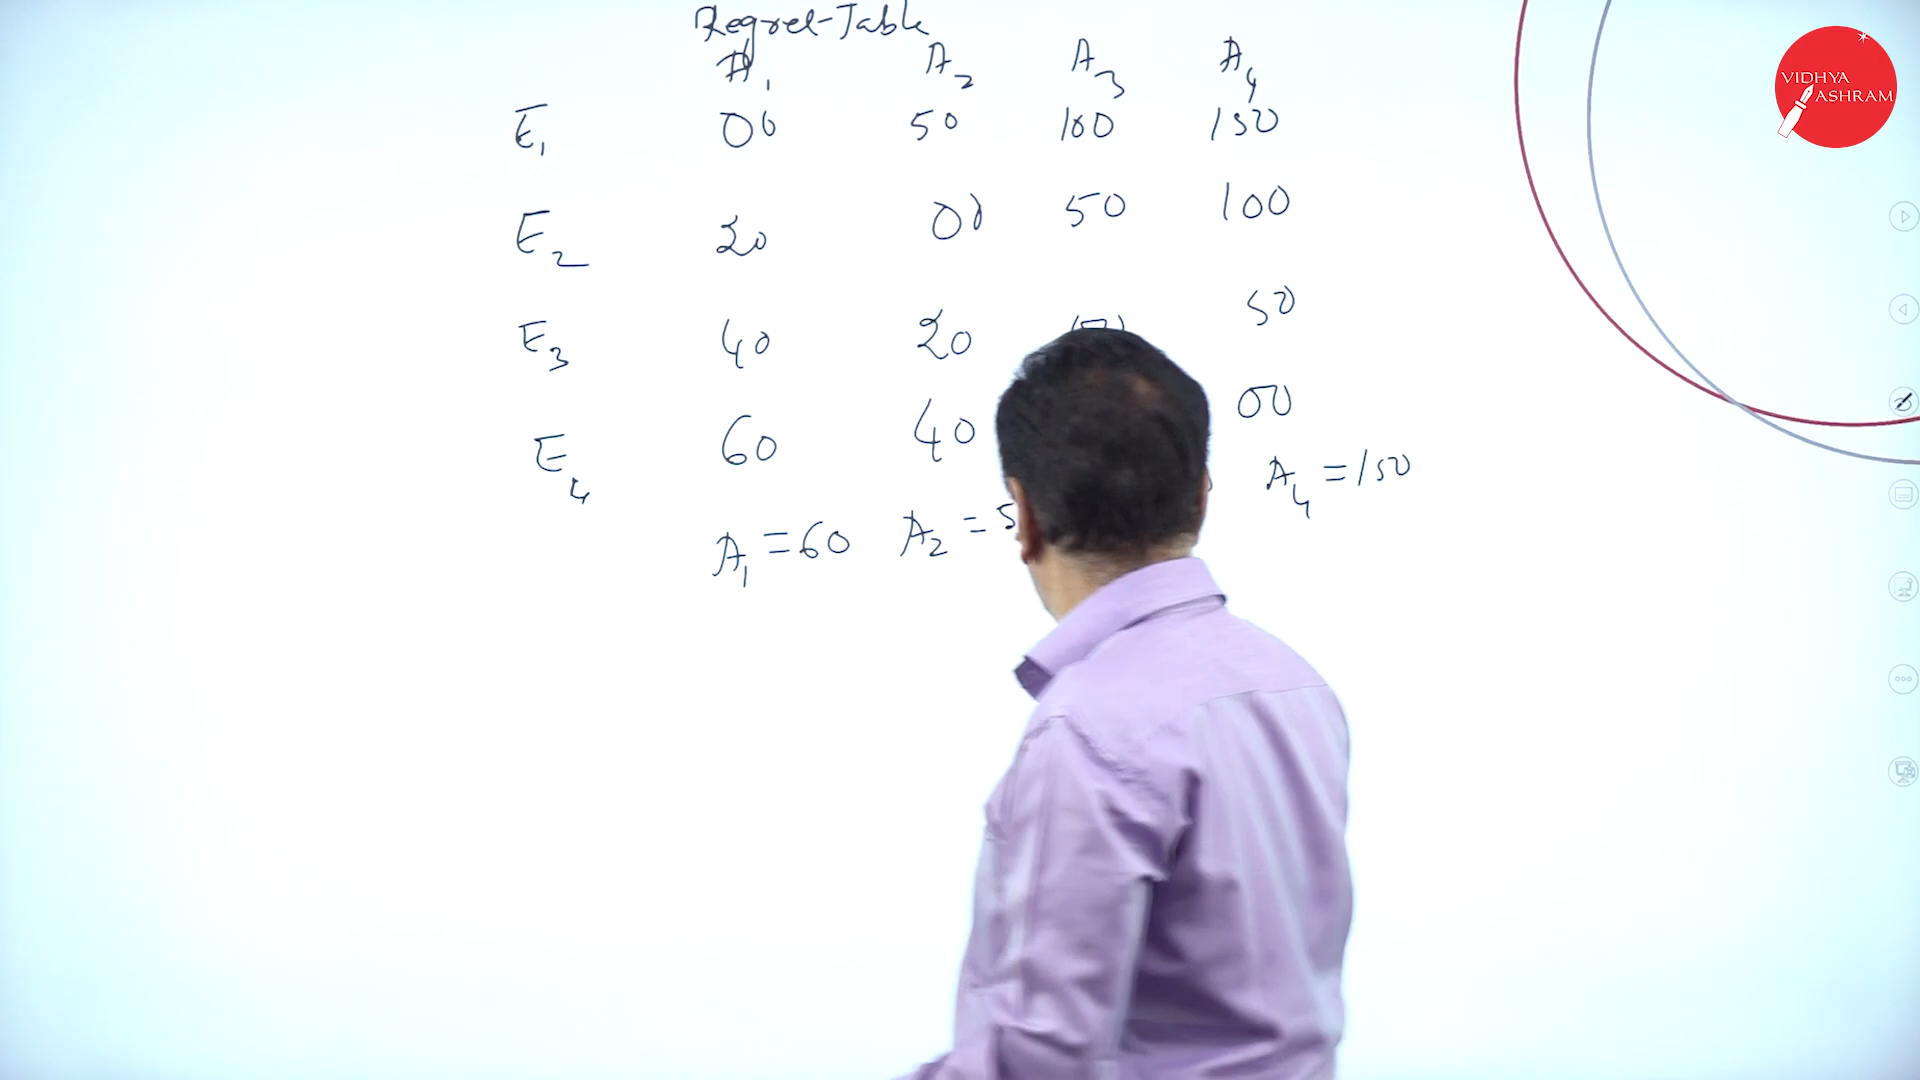 Regret-Table
A1 A2 A3 A4
E1 00 50 100 150
E2 20 00 50 100
E3 40 20 50
E4 60 40 00
A1 = 60 A2 = 5 A4 = 150
VIDHYA
ASHRAM